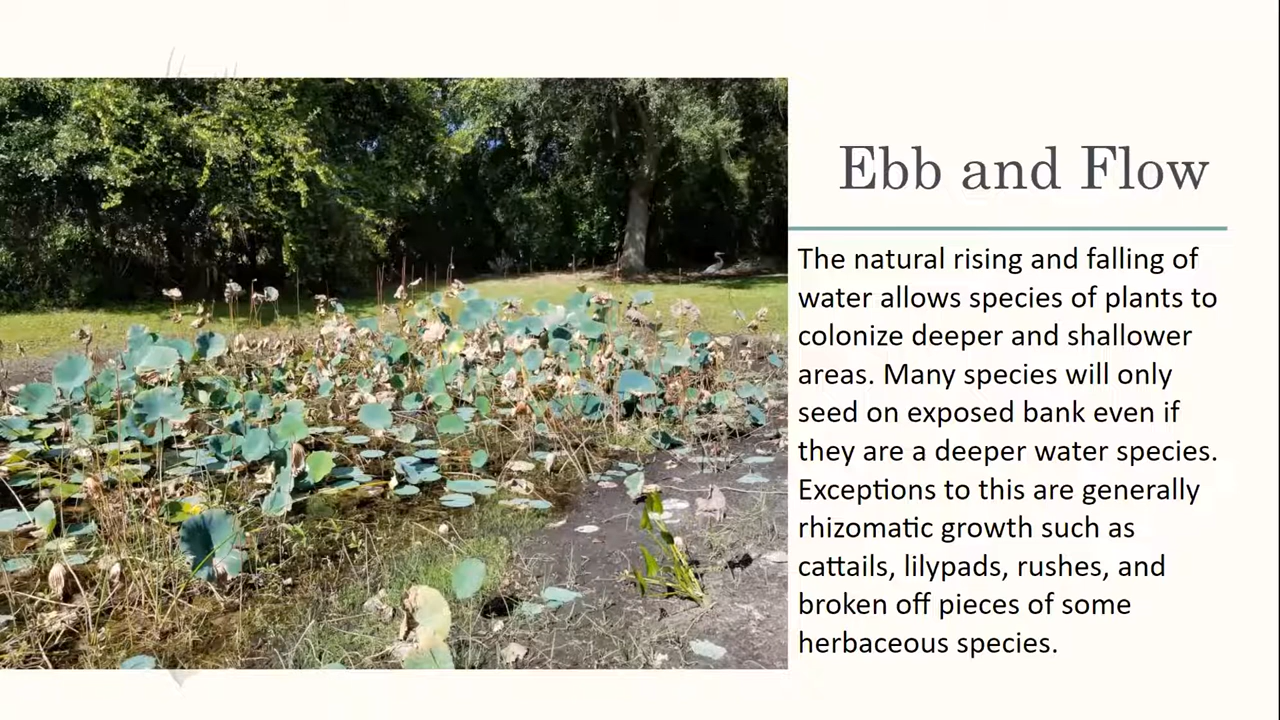 Ebb and Flow
The natural rising and falling of
water allows species of plants to
colonize deeper and shallower
areas. Many species will only
seed on exposed bank even if
they are a deeper water species.
Exceptions to this are generally
rhizomatic growth such as
cattails, lilypads, rushes, and
broken off pieces of some
herbaceous species.